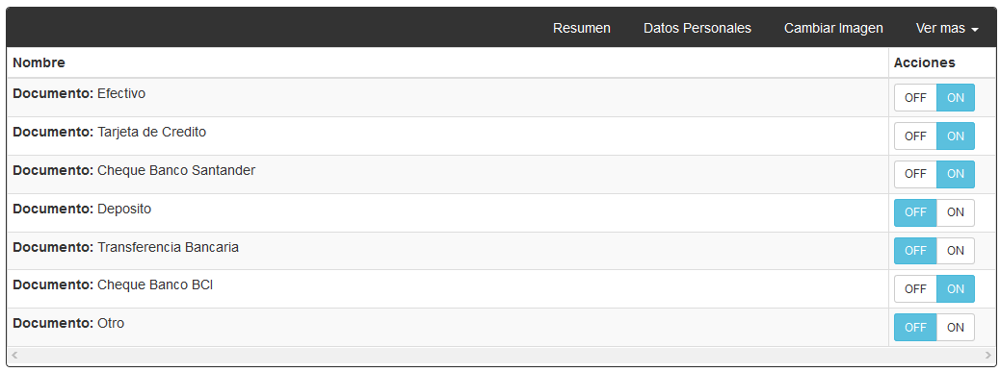 Resumen Datos Personales Cambiar Imagen Ver mas
Nombre Acciones
Documento: Efectivo OFF ON
Documento: Tarjeta de Credito OFF ON
Documento: Cheque Banco Santander OFF ON
Documento: Deposito OFF ON
Documento: Transferencia Bancaria OFF ON
Documento: Cheque Banco BCI OFF ON
Documento: Otro OFF ON